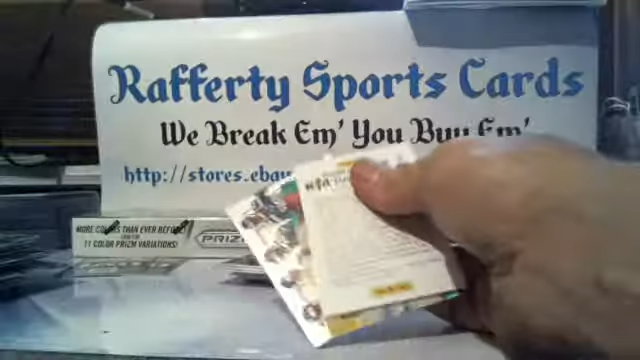 Rafferty Sports Cards
We Break Em' You Buy Em'
http://stores.ebay
MORE COLORS THAN EVER BEFORE!
11 COLOR PRIZM VARIATIONS!
PRIZM